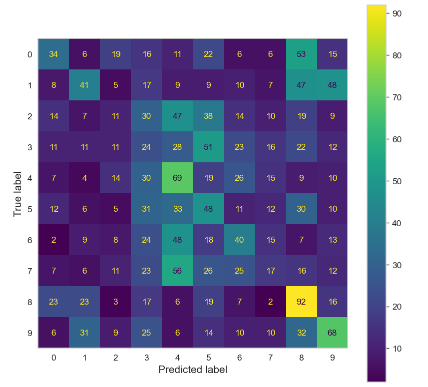 90
0 34 6 19 16 11 22 6 6 53 15
80
1 8 41 5 17 9 9 10 7 47 48
2 14 7 11 30 47 38 14 10 19 9
70
3 11 11 11 24 28 51 23 16 22 12
60
4 7 4 14 30 69 19 26 15 9 10
50
True label
5 12 6 5 31 33 48 11 12 30 10
40
6 2 9 8 24 48 18 40 15 7 13
30
7 7 6 11 23 56 26 25 17 16 12
20
8 23 23 3 17 6 19 7 2 92 16
9 6 31 9 25 6 14 10 10 32 68
10
0 1 2 3 4 5 6 7 8 9
Predicted label